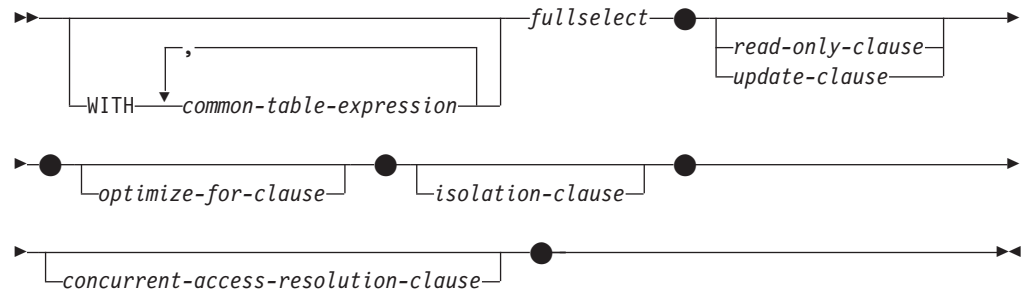 fullselect
,
read-only-clause
update-clause
WITH common-table-expression
optimize-for-clause isolation-clause
concurrent-access-resolution-clause